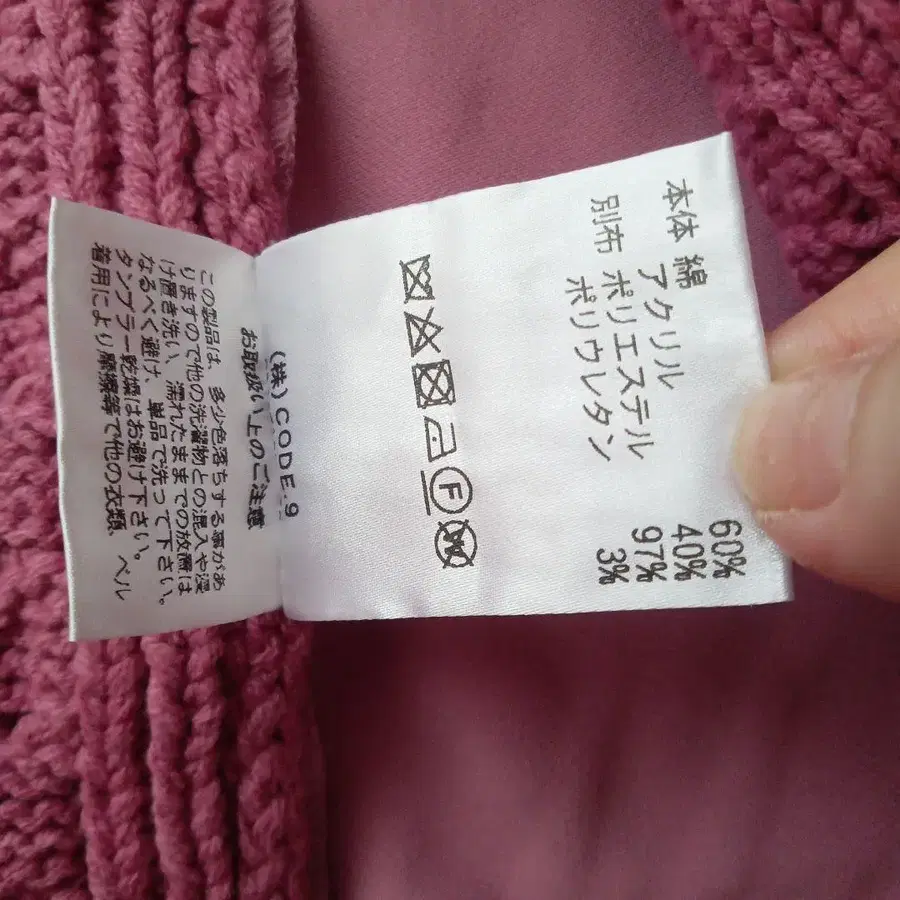 本体 綿 60%
アクリル 40%
別布 ポリエステル 97%
ポリウレタン 3%
F W
(株)CODE.9
お取扱い上のご注意
この製品は、多少色落ちする事があ
りますので他の洗濯物との混入や浸
け置き洗い、濡れたままでの放置は
なるべく避け、単品で洗って下さい。
タンブラー乾燥はお避け下さい。
着用により摩擦等で他の衣類、ベル